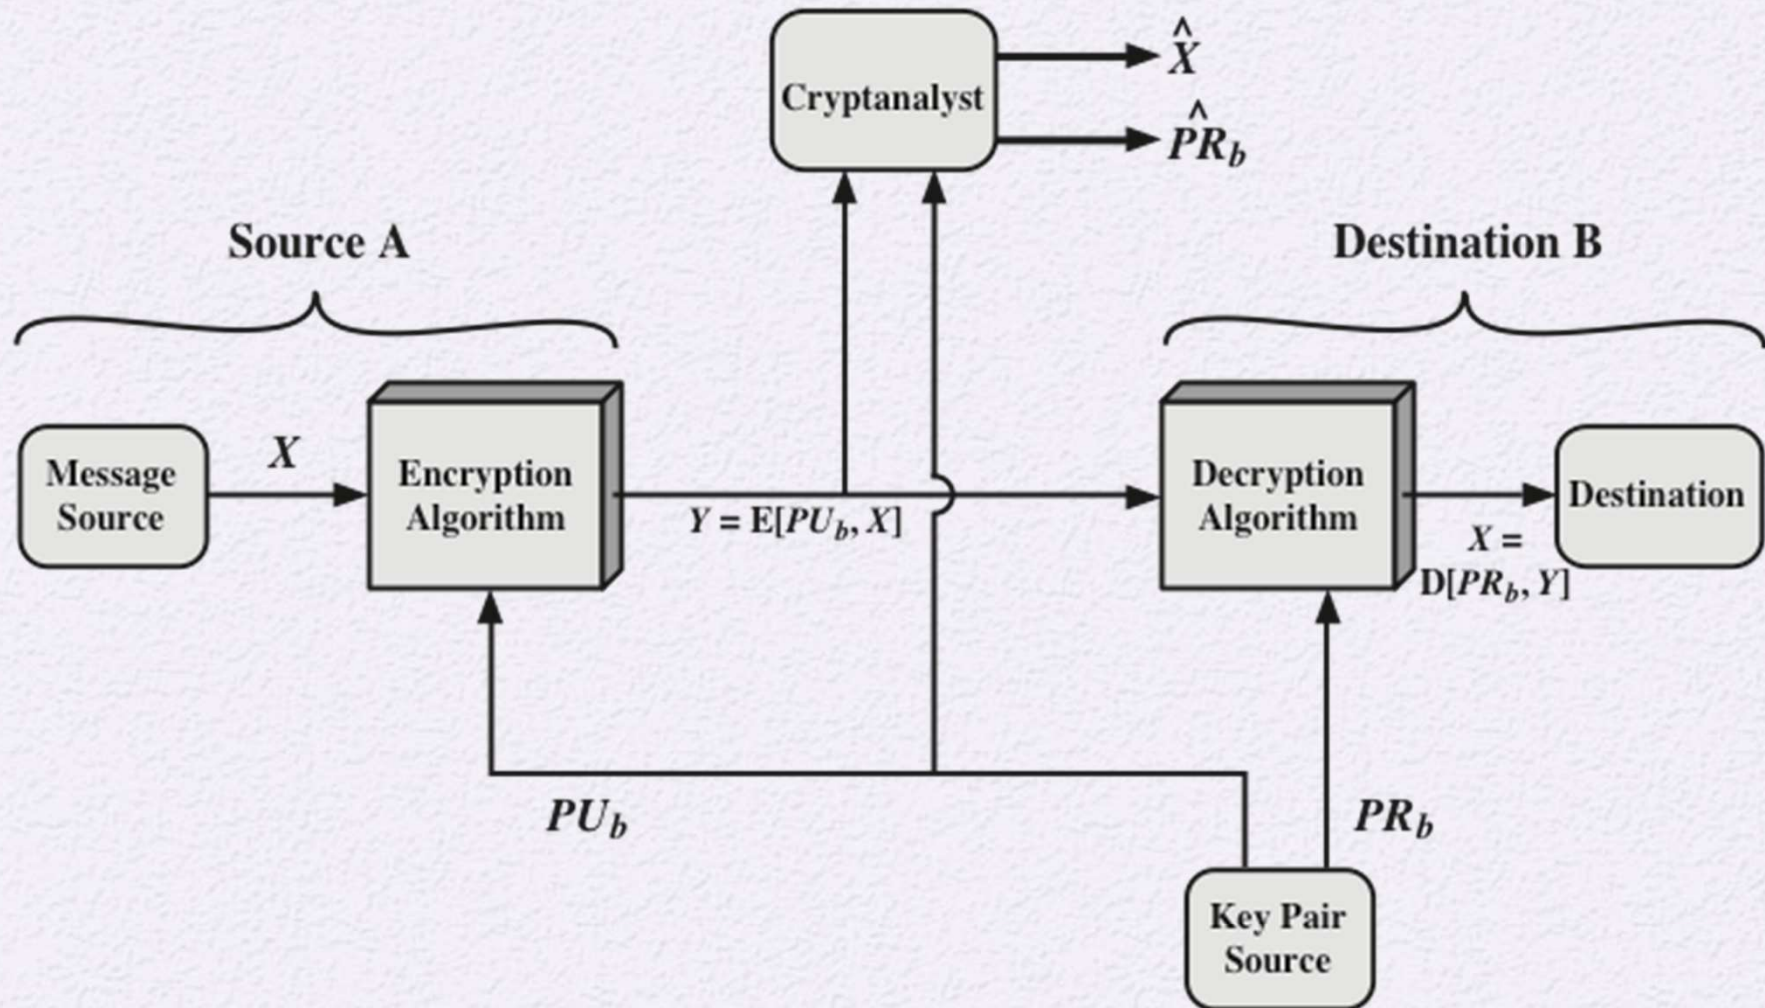 X̂
Cryptanalyst
P̂R_b
Source A
Destination B
Message
Source
X
Encryption
Algorithm
Y = E[PU_b, X]
Decryption
Algorithm
X =
D[PR_b, Y]
Destination
PU_b
PR_b
Key Pair
Source